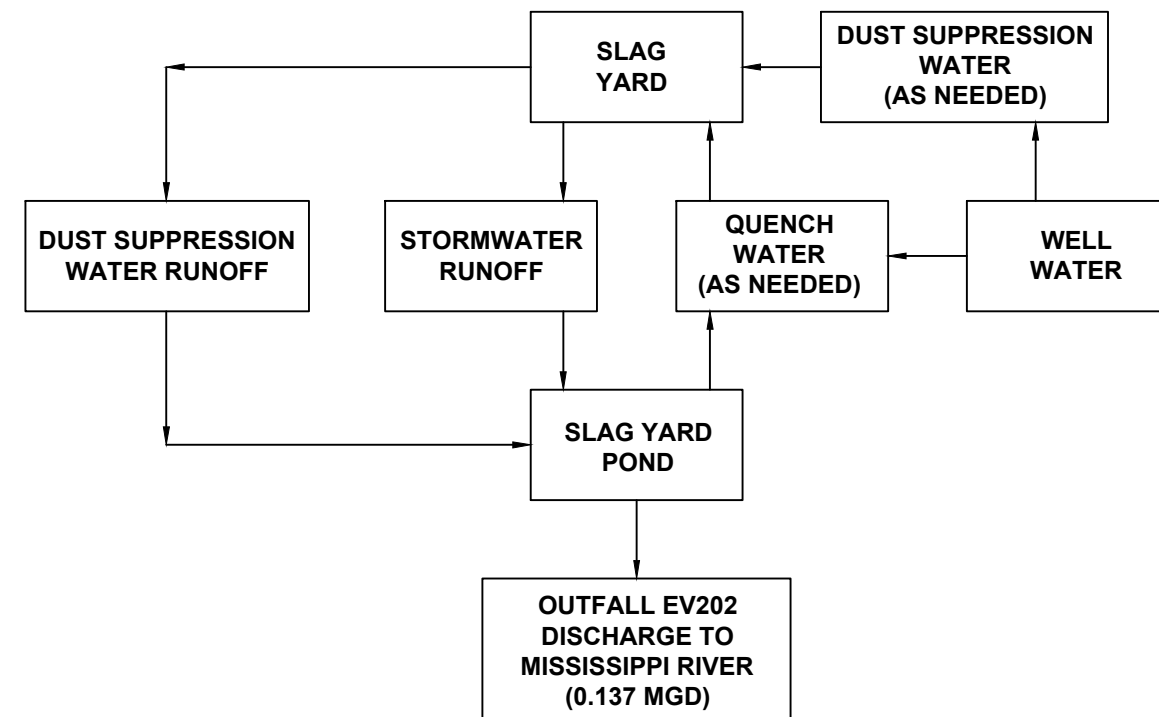 SLAG
YARD
DUST SUPPRESSION
WATER
(AS NEEDED)
DUST SUPPRESSION
WATER RUNOFF
STORMWATER
RUNOFF
QUENCH
WATER
(AS NEEDED)
WELL
WATER
SLAG YARD
POND
OUTFALL EV202
DISCHARGE TO
MISSISSIPPI RIVER
(0.137 MGD)